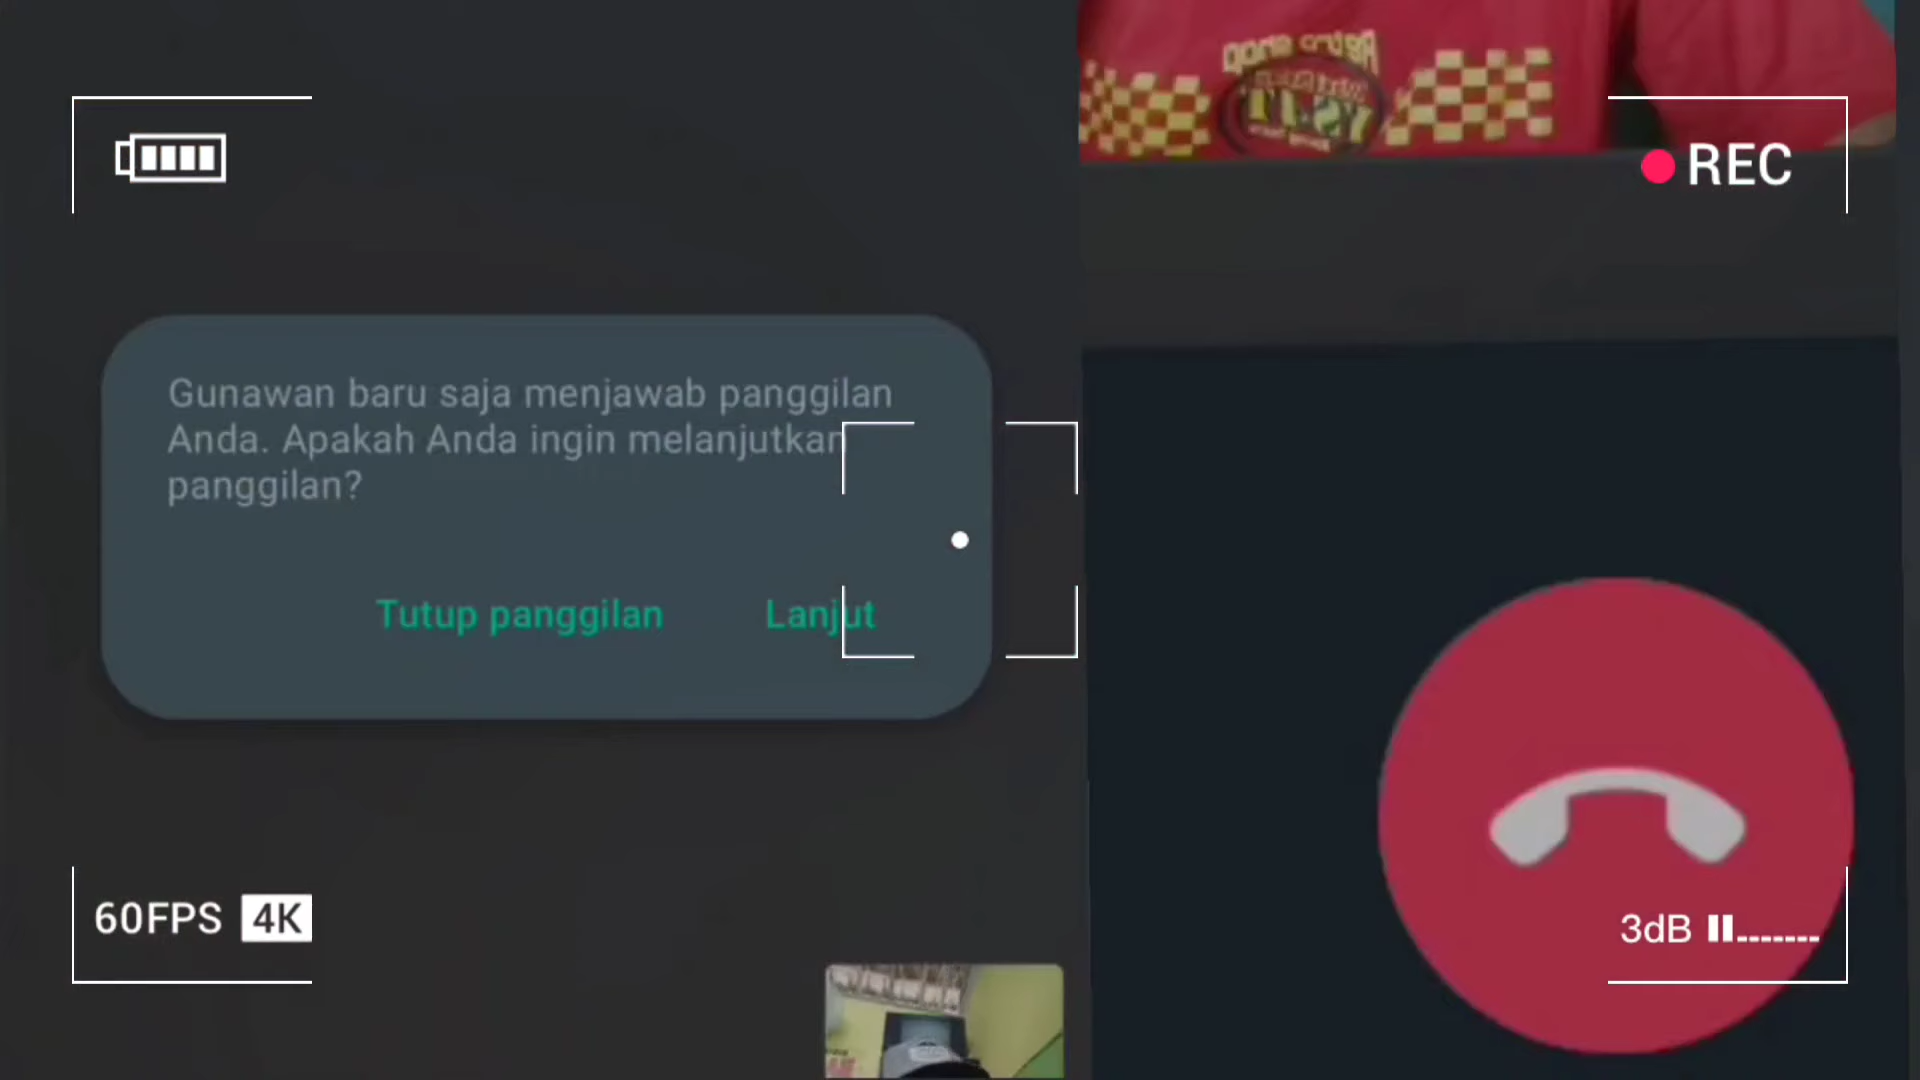 REC
Gunawan baru saja menjawab panggilan
Anda. Apakah Anda ingin melanjutkan
panggilan?
Tutup panggilan
Lanjut
60FPS 4K
3dB